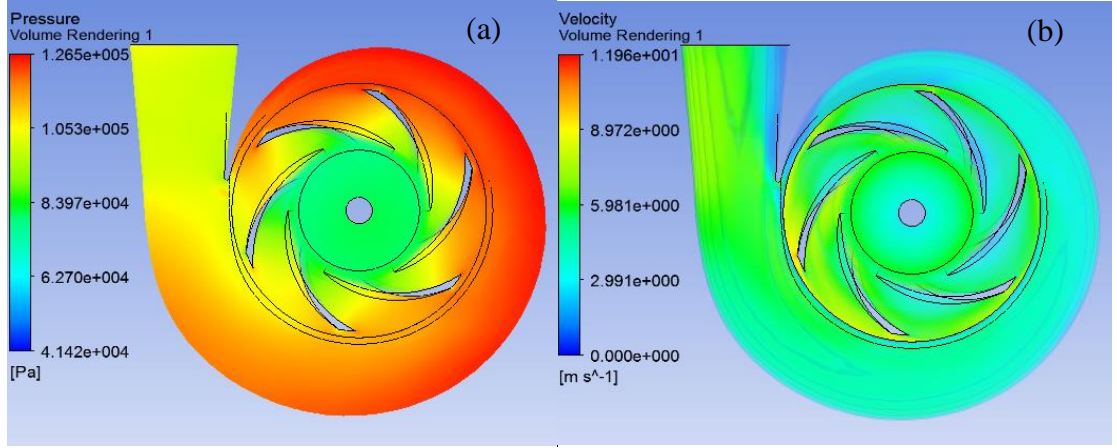 Pressure
Volume Rendering 1
(a)
1.265e+005
1.053e+005
8.397e+004
6.270e+004
4.142e+004
[Pa]
Velocity
Volume Rendering 1
(b)
1.196e+001
8.972e+000
5.981e+000
2.991e+000
0.000e+000
[m s^-1]